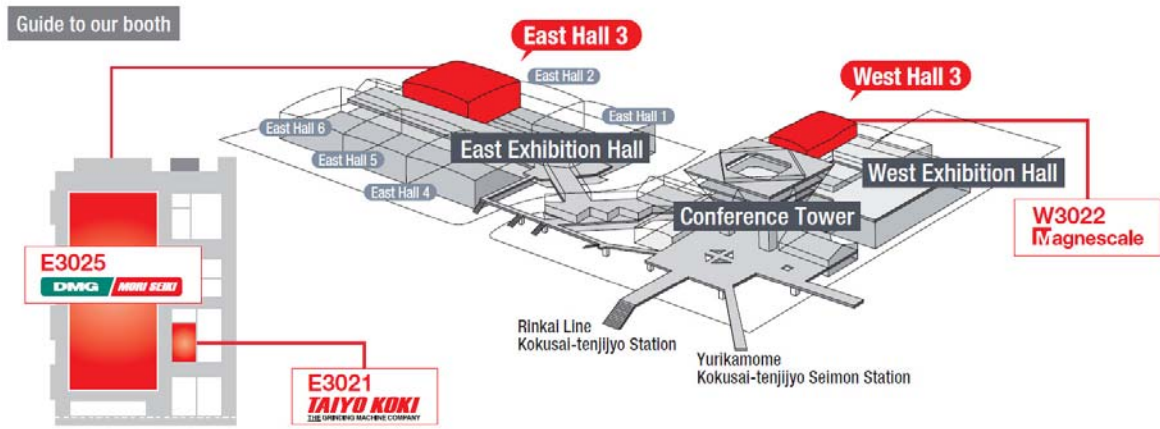 Guide to our booth
East Hall 3
East Hall 2
West Hall 3
East Hall 1
East Hall 6
East Exhibition Hall
East Hall 5
West Exhibition Hall
East Hall 4
Conference Tower
W3022
Magnescale
E3025
DMG MORI SEIKI
Rinkai Line
Kokusai-tenjijyo Station
Yurikamome
Kokusai-tenjijyo Seimon Station
E3021
TAIYO KOKI
THE GRINDING MACHINE COMPANY